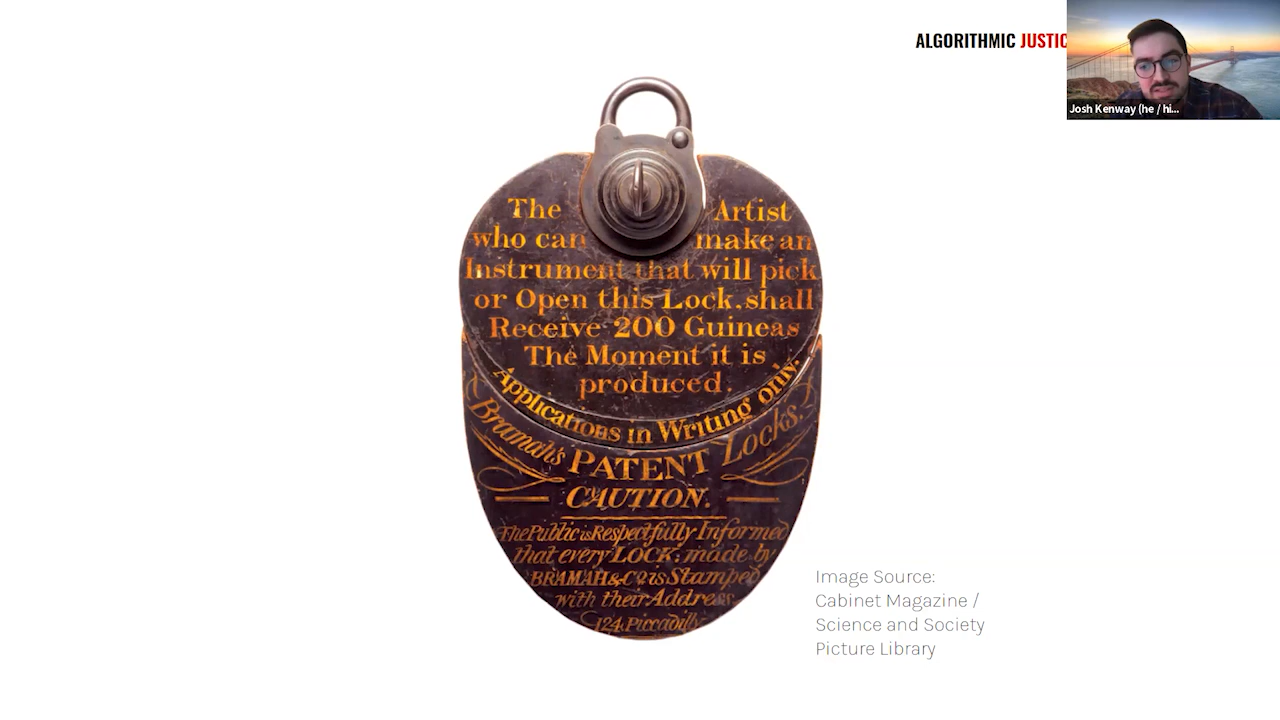 ALGORITHMIC JUSTIC
Josh Kenway (he / hi...
The Artist
who can make an
Instrument that will pick
or Open this Lock, shall
Receive 200 Guineas
The Moment it is
produced.
Applications in Writing only.
Bramah's PATENT Locks.
CAUTION.
The Public is Respectfully Informed
that every LOCK; made by
BRAMAH & Co is Stamped
with their Address
124, Piccadilly
Image Source:
Cabinet Magazine /
Science and Society
Picture Library